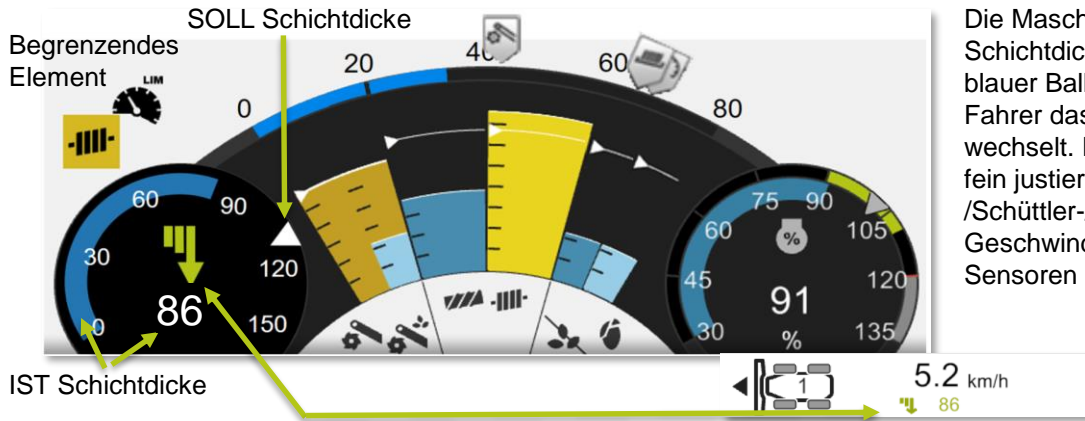 SOLL Schichtdicke
Begrenzendes
Element
LIM
0
20
40
60
80
0
30
60
90
120
150
86
30
45
60
75
90
105
120
135
%
91
%
IST Schichtdicke
1
5.2 km/h
86
Die Masch
Schichtdic
blauer Ball
Fahrer das
wechselt.
fein justier
/Schüttler-
Geschwind
Sensoren